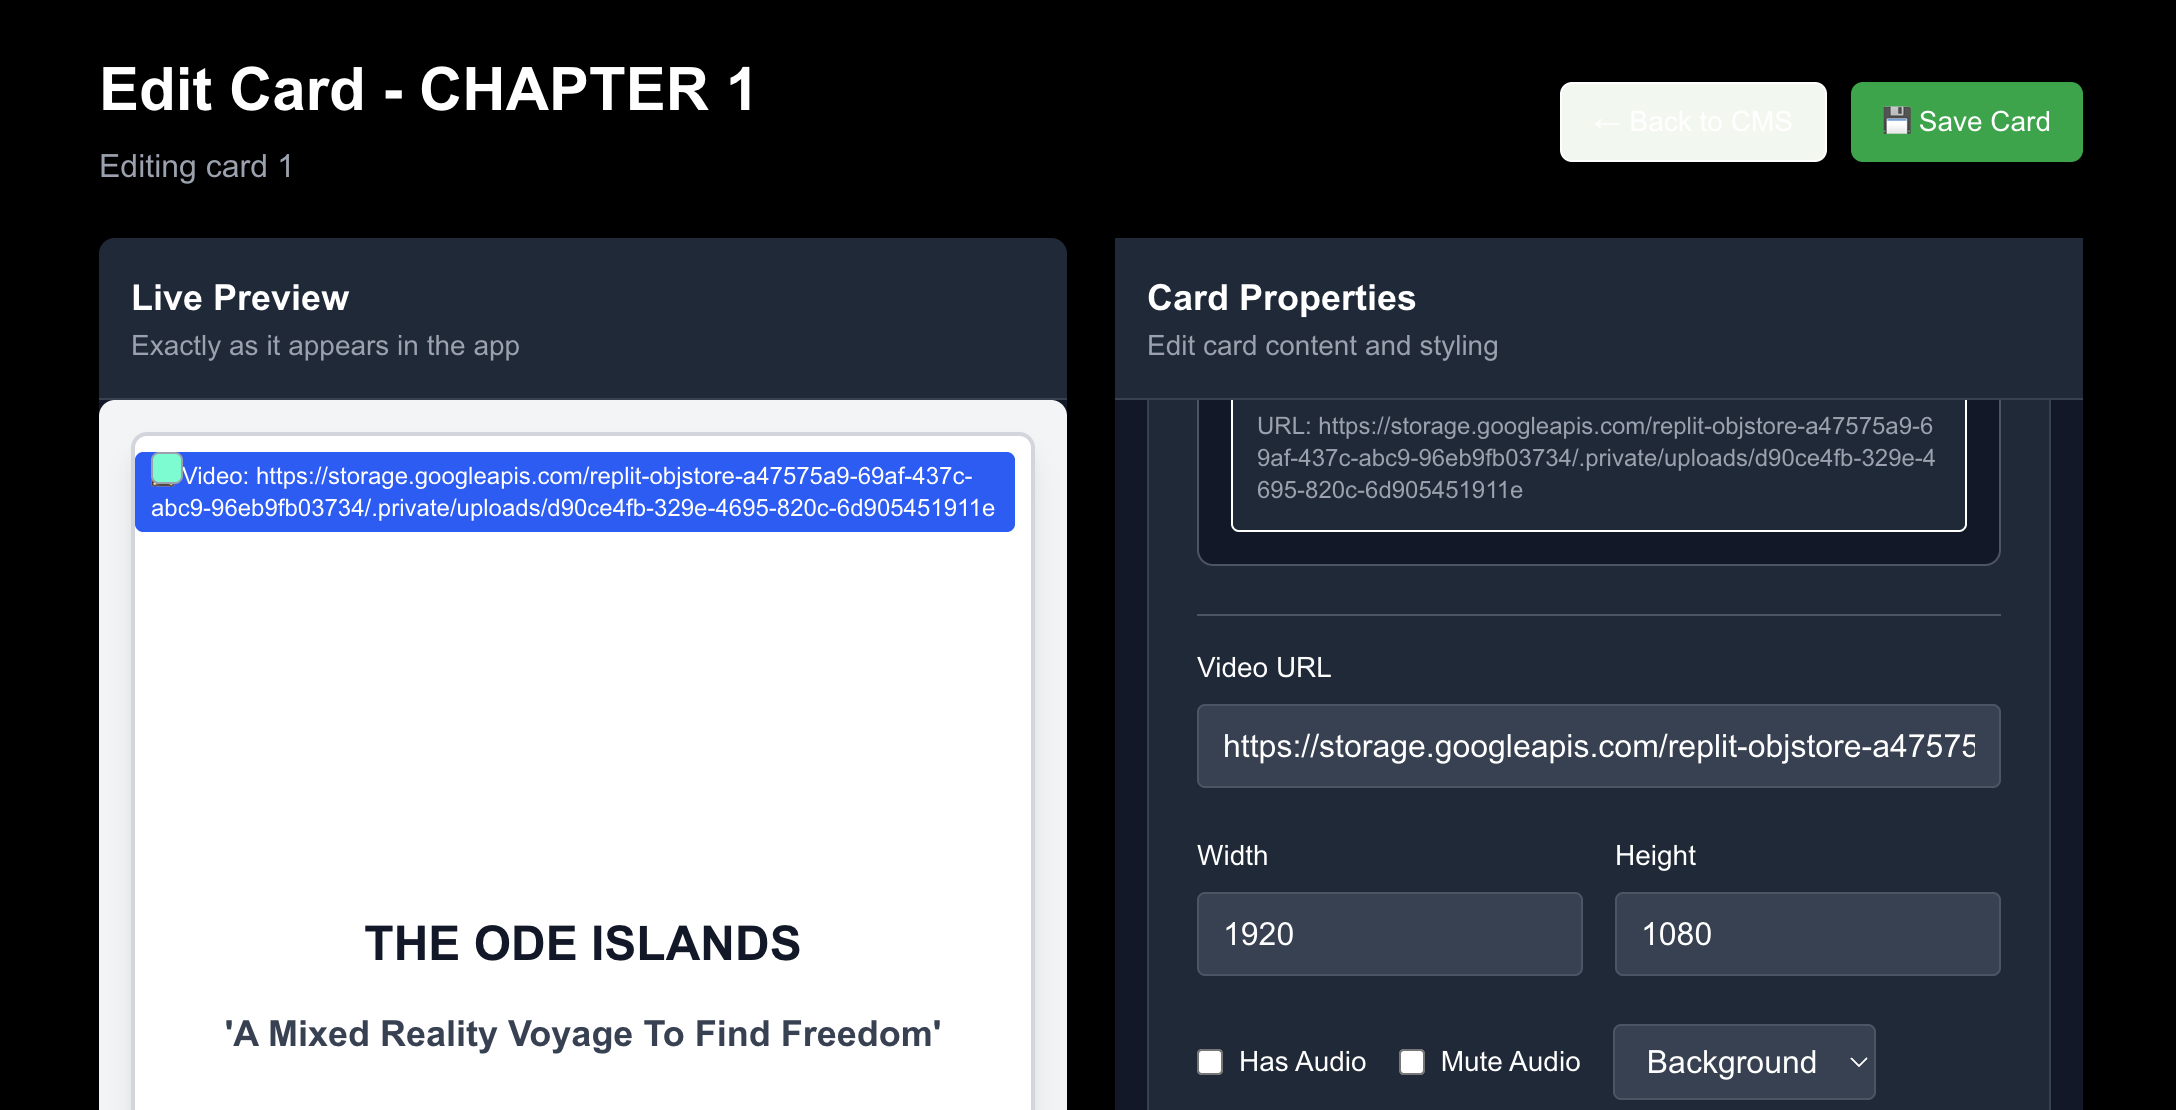 Edit Card - CHAPTER 1
Editing card 1
← Back to CMS
💾 Save Card
Live Preview
Exactly as it appears in the app
Video: https://storage.googleapis.com/replit-objstore-a47575a9-69af-437c-
abc9-96eb9fb03734/.private/uploads/d90ce4fb-329e-4695-820c-6d905451911e
THE ODE ISLANDS
'A Mixed Reality Voyage To Find Freedom'
Card Properties
Edit card content and styling
URL: https://storage.googleapis.com/replit-objstore-a47575a9-6
9af-437c-abc9-96eb9fb03734/.private/uploads/d90ce4fb-329e-4
695-820c-6d905451911e
Video URL
https://storage.googleapis.com/replit-objstore-a47575
Width
Height
1920
1080
Has Audio
Mute Audio
Background